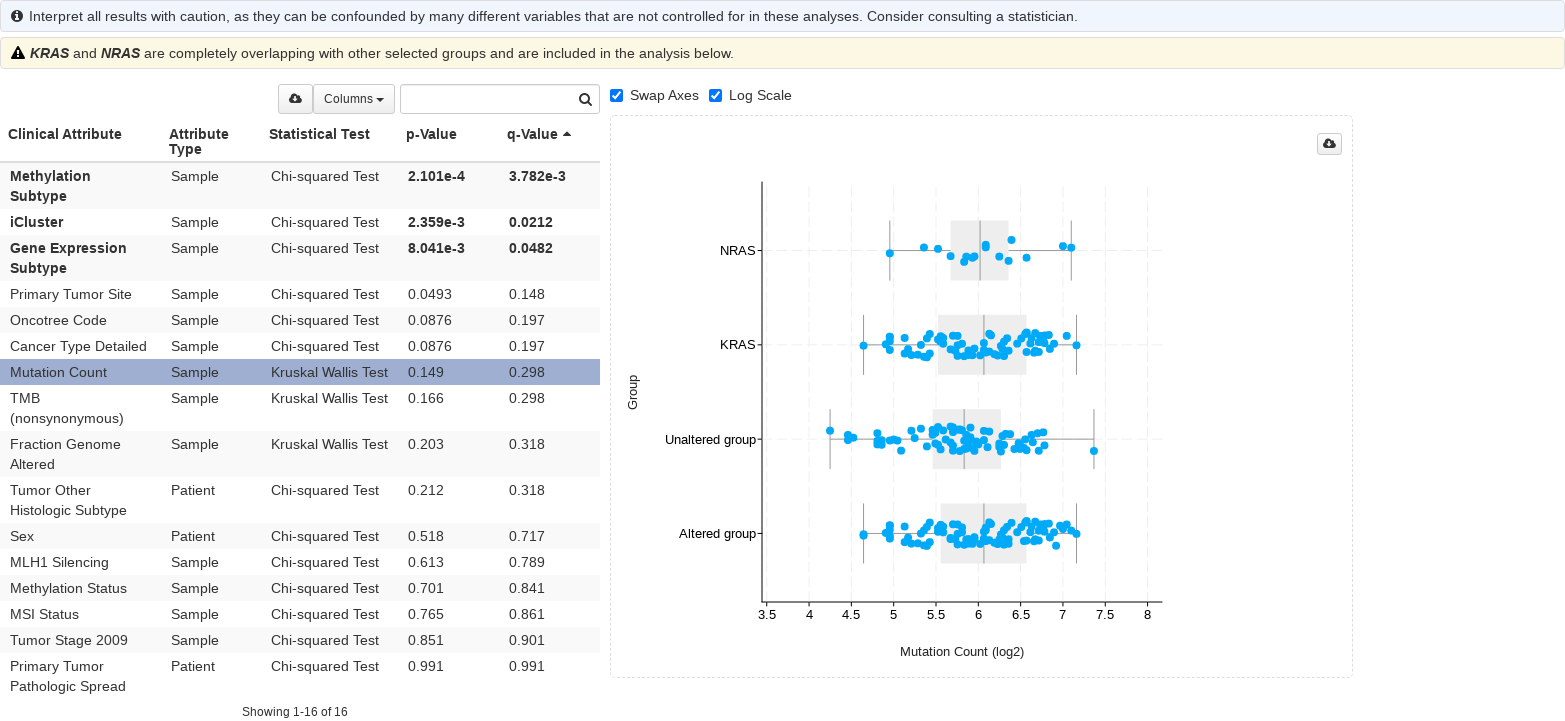 Interpret all results with caution, as they can be confounded by many different variables that are not controlled for in these analyses. Consider consulting a statistician.
KRAS and NRAS are completely overlapping with other selected groups and are included in the analysis below.
Columns
Clinical Attribute Attribute Type Statistical Test p-Value q-Value
Methylation Subtype Sample Chi-squared Test 2.101e-4 3.782e-3
iCluster Sample Chi-squared Test 2.359e-3 0.0212
Gene Expression Subtype Sample Chi-squared Test 8.041e-3 0.0482
Primary Tumor Site Sample Chi-squared Test 0.0493 0.148
Oncotree Code Sample Chi-squared Test 0.0876 0.197
Cancer Type Detailed Sample Chi-squared Test 0.0876 0.197
Mutation Count Sample Kruskal Wallis Test 0.149 0.298
TMB (nonsynonymous) Sample Kruskal Wallis Test 0.166 0.298
Fraction Genome Altered Sample Kruskal Wallis Test 0.203 0.318
Tumor Other Histologic Subtype Patient Chi-squared Test 0.212 0.318
Sex Patient Chi-squared Test 0.518 0.717
MLH1 Silencing Sample Chi-squared Test 0.613 0.789
Methylation Status Sample Chi-squared Test 0.701 0.841
MSI Status Sample Chi-squared Test 0.765 0.861
Tumor Stage 2009 Sample Chi-squared Test 0.851 0.901
Primary Tumor Pathologic Spread Patient Chi-squared Test 0.991 0.991
Showing 1-16 of 16
Swap Axes Log Scale
Group
NRAS
KRAS
Unaltered group
Altered group
3.5 4 4.5 5 5.5 6 6.5 7 7.5 8
Mutation Count (log2)